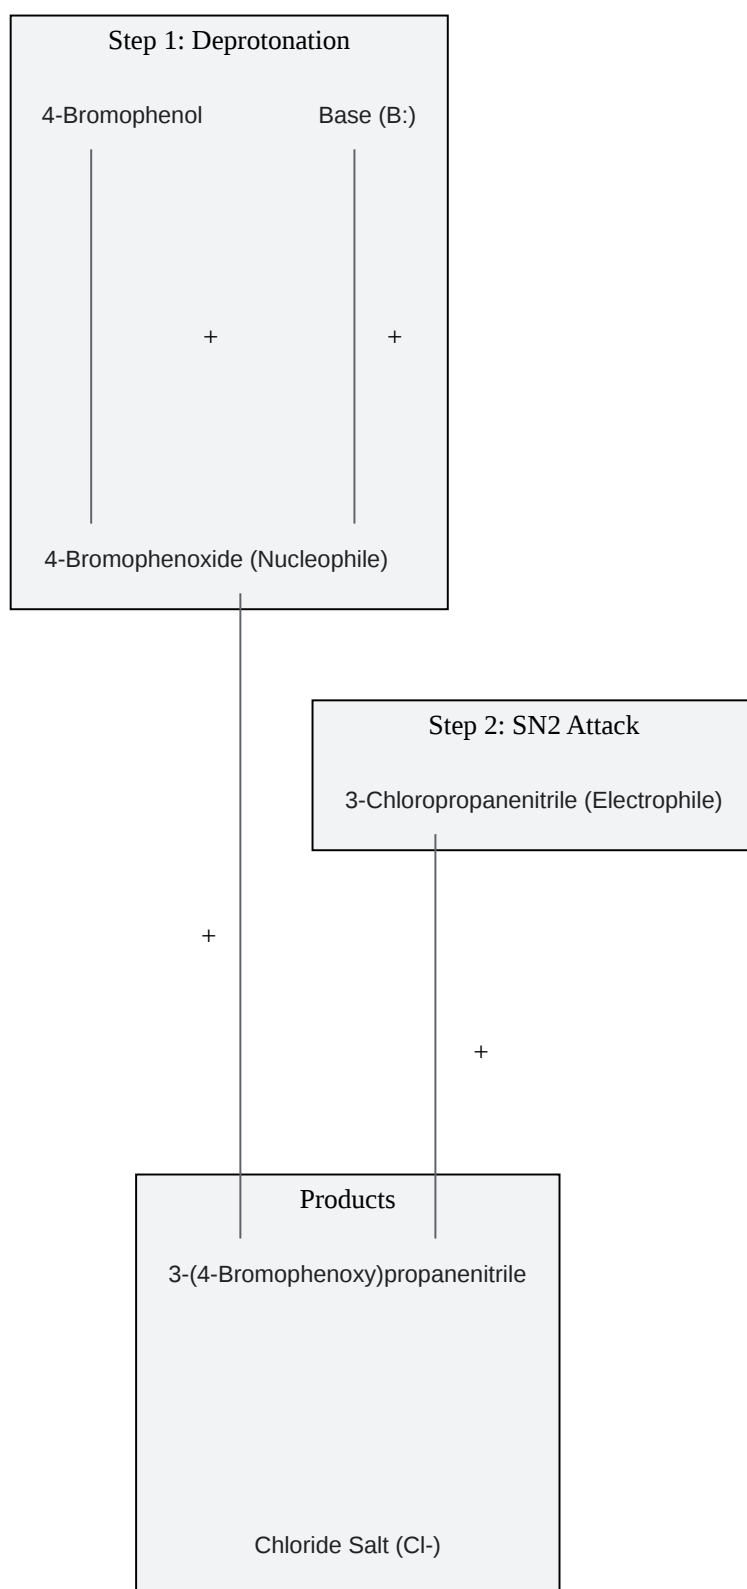 Step 1: Deprotonation
4-Bromophenol Base (B:)
+ +
4-Bromophenoxide (Nucleophile)
Step 2: SN2 Attack
3-Chloropropanenitrile (Electrophile)
+
+
Products
3-(4-Bromophenoxy)propanenitrile
Chloride Salt (Cl-)